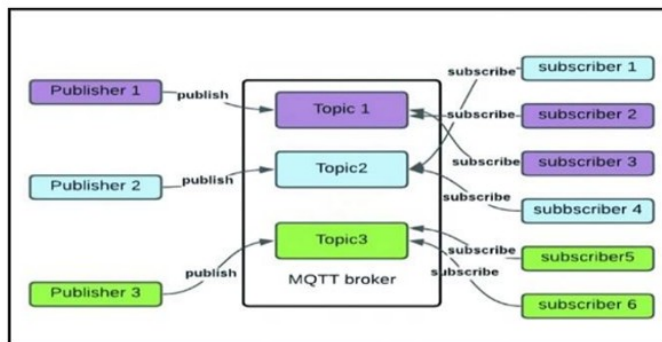 Publisher 1
publish
Publisher 2
publish
Publisher 3
publish
Topic 1
Topic2
Topic3
MQTT broker
subscribe
subscribe
subscribe
subscribe
subscribe
subscribe
subscriber 1
subscriber 2
subscriber 3
subbscriber 4
subscriber5
subscriber 6